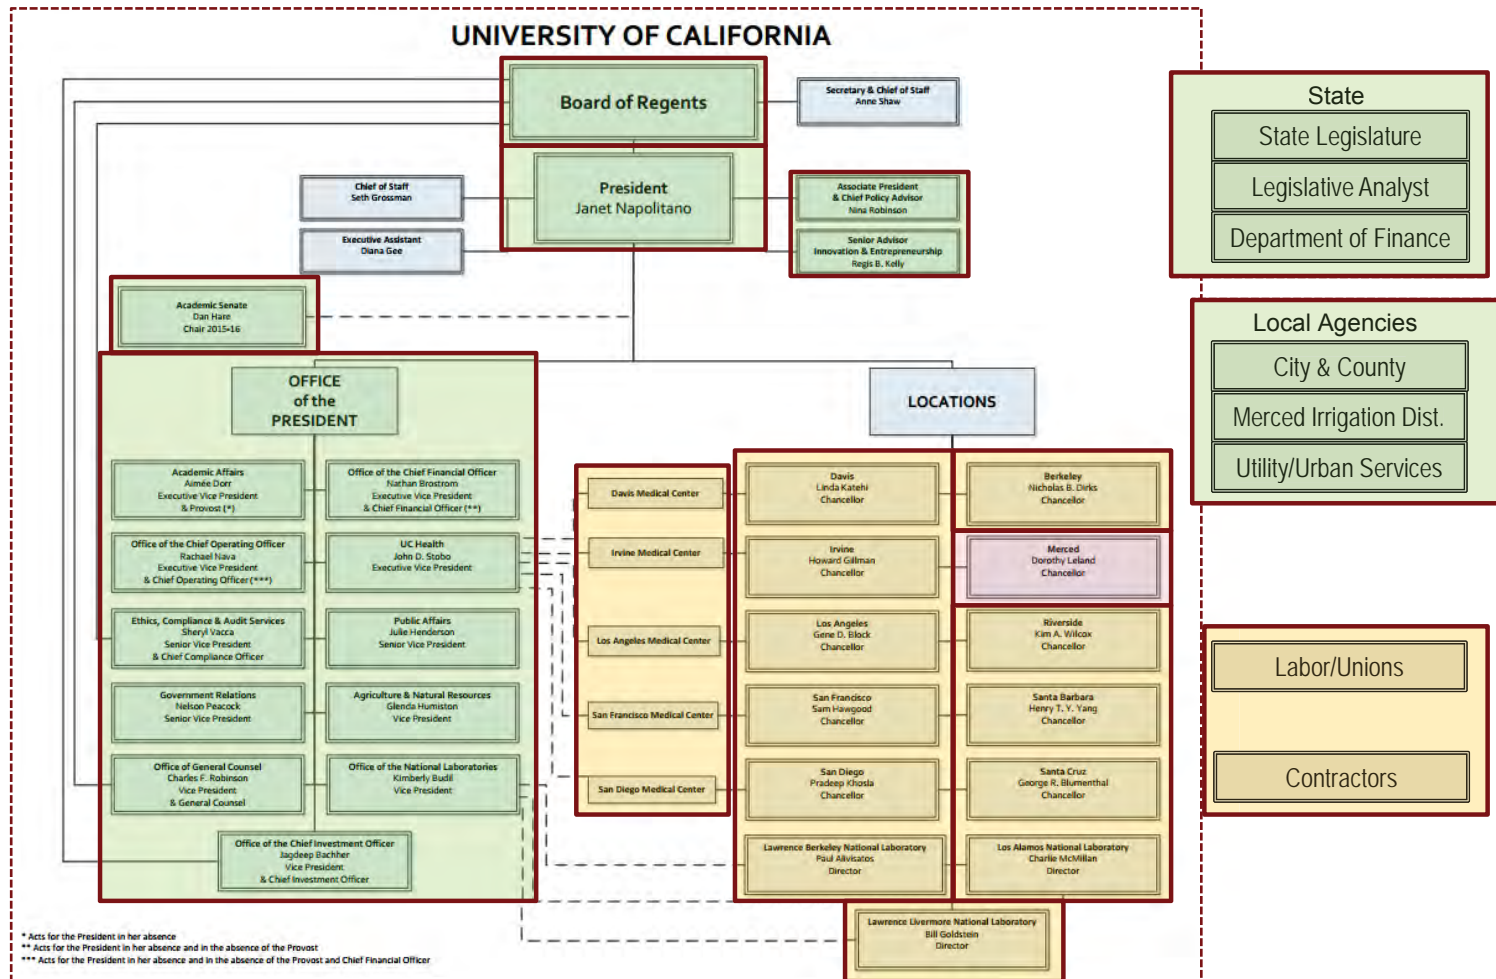 UNIVERSITY OF CALIFORNIA
Board of Regents
Secretary & Chief of Staff
Anne Shaw
President
Janet Napolitano
Chief of Staff
Seth Grossman
Executive Assistant
Diana Gee
Associate President
& Chief Policy Advisor
Nina Robinson
Senior Advisor
Innovation & Entrepreneurship
Regis B. Kelly
Academic Senate
Dan Hare
Chair 2015-16
OFFICE
of the
PRESIDENT
LOCATIONS
Academic Affairs
Aimée Dorr
Executive Vice President
& Provost (*)
Office of the Chief Financial Officer
Nathan Brostrom
Executive Vice President
& Chief Financial Officer (**)
Office of the Chief Operating Officer
Rachael Nava
Executive Vice President
& Chief Operating Officer (***)
UC Health
John D. Stobo
Executive Vice President
Ethics, Compliance & Audit Services
Sheryl Vacca
Senior Vice President
& Chief Compliance Officer
Public Affairs
Julie Henderson
Senior Vice President
Government Relations
Nelson Peacock
Senior Vice President
Agriculture & Natural Resources
Glenda Humiston
Vice President
Office of General Counsel
Charles F. Robinson
Vice President
& General Counsel
Office of the National Laboratories
Kimberly Budil
Vice President
Office of the Chief Investment Officer
Jagdeep Bachher
Vice President
& Chief Investment Officer
Davis Medical Center
Irvine Medical Center
Los Angeles Medical Center
San Francisco Medical Center
San Diego Medical Center
Davis
Linda Katehi
Chancellor
Berkeley
Nicholas B. Dirks
Chancellor
Irvine
Howard Gillman
Chancellor
Merced
Dorothy Leland
Chancellor
Los Angeles
Gene D. Block
Chancellor
Riverside
Kim A. Wilcox
Chancellor
San Francisco
Sam Hawgood
Chancellor
Santa Barbara
Henry T. Y. Yang
Chancellor
San Diego
Pradeep Khosla
Chancellor
Santa Cruz
George R. Blumenthal
Chancellor
Lawrence Berkeley National Laboratory
Paul Alivisatos
Director
Los Alamos National Laboratory
Charlie McMillan
Director
Lawrence Livermore National Laboratory
Bill Goldstein
Director
State
State Legislature
Legislative Analyst
Department of Finance
Local Agencies
City & County
Merced Irrigation Dist.
Utility/Urban Services
Labor/Unions
Contractors
* Acts for the President in her absence
** Acts for the President in her absence and in the absence of the Provost
*** Acts for the President in her absence and in the absence of the Provost and Chief Financial Officer